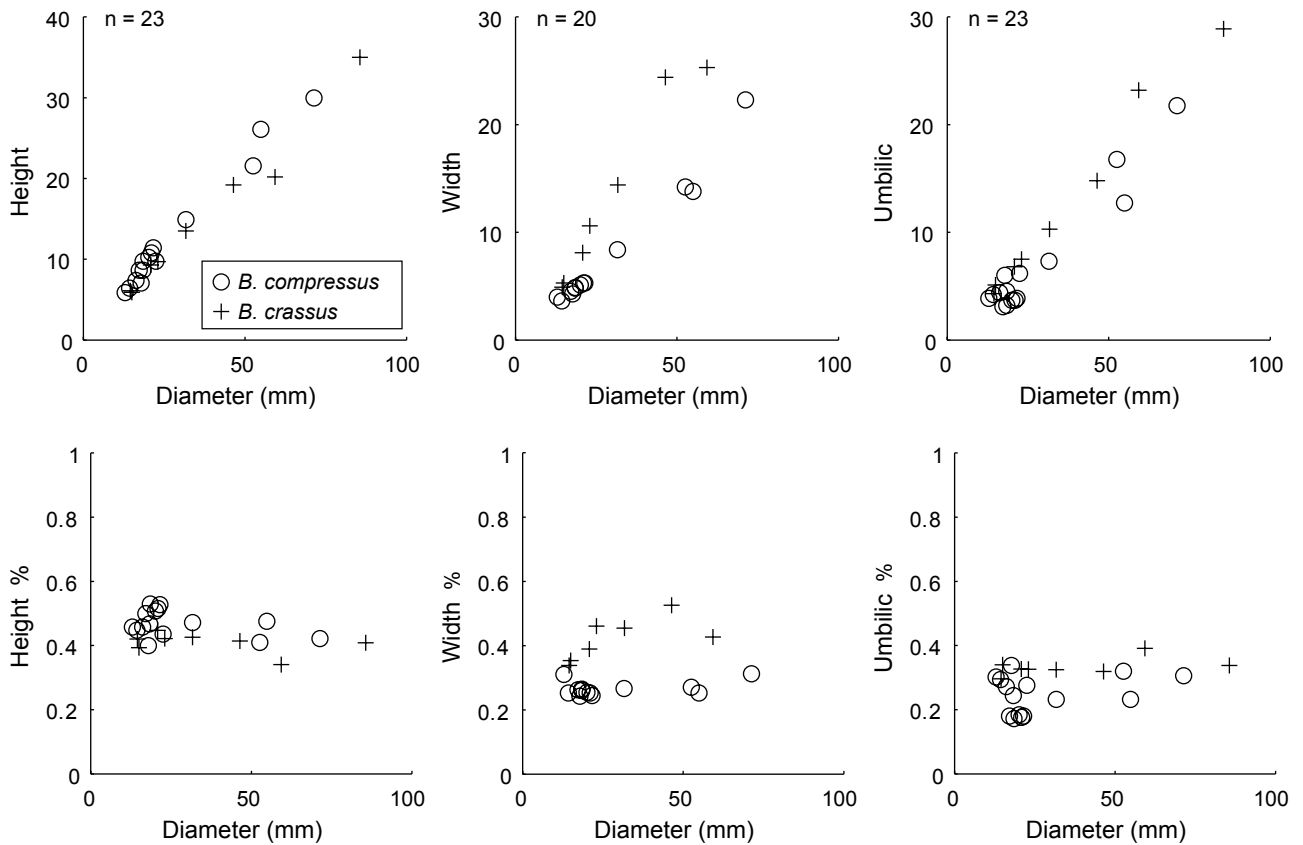 n = 23
40
30
20
10
0
Height
0 50 100
Diameter (mm)
B. compressus
B. crassus
n = 20
30
20
10
0
Width
0 50 100
Diameter (mm)
n = 23
30
20
10
0
Umbilic
0 50 100
Diameter (mm)
1
0.8
0.6
0.4
0.2
0
Height %
0 50 100
Diameter (mm)
1
0.8
0.6
0.4
0.2
0
Width %
0 50 100
Diameter (mm)
1
0.8
0.6
0.4
0.2
0
Umbilic %
0 50 100
Diameter (mm)